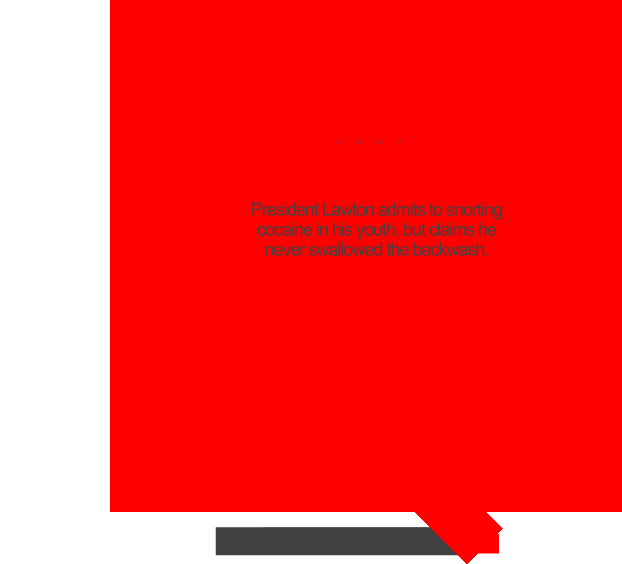 President Lawton admits to snorting
cocaine in his youth, but claims he
never swallowed the backwash.